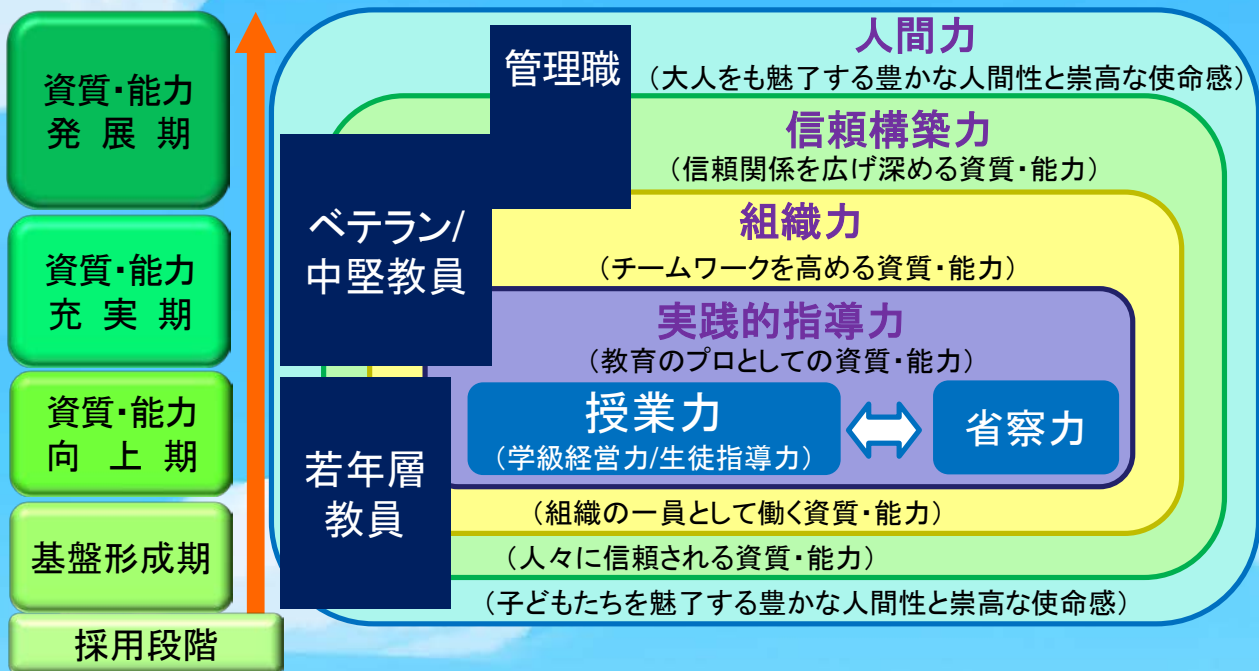 資質・能力
発 展 期
資質・能力
充 実 期
資質・能力
向 上 期
基盤形成期
採用段階
管理職
ベテラン/
中堅教員
若年層
教員
人間力
（大人をも魅了する豊かな人間性と崇高な使命感）
信頼構築力
（信頼関係を広げ深める資質・能力）
組織力
（チームワークを高める資質・能力）
実践的指導力
（教育のプロとしての資質・能力）
授業力
（学級経営力/生徒指導力）
省察力
（組織の一員として働く資質・能力）
（人々に信頼される資質・能力）
（子どもたちを魅了する豊かな人間性と崇高な使命感）